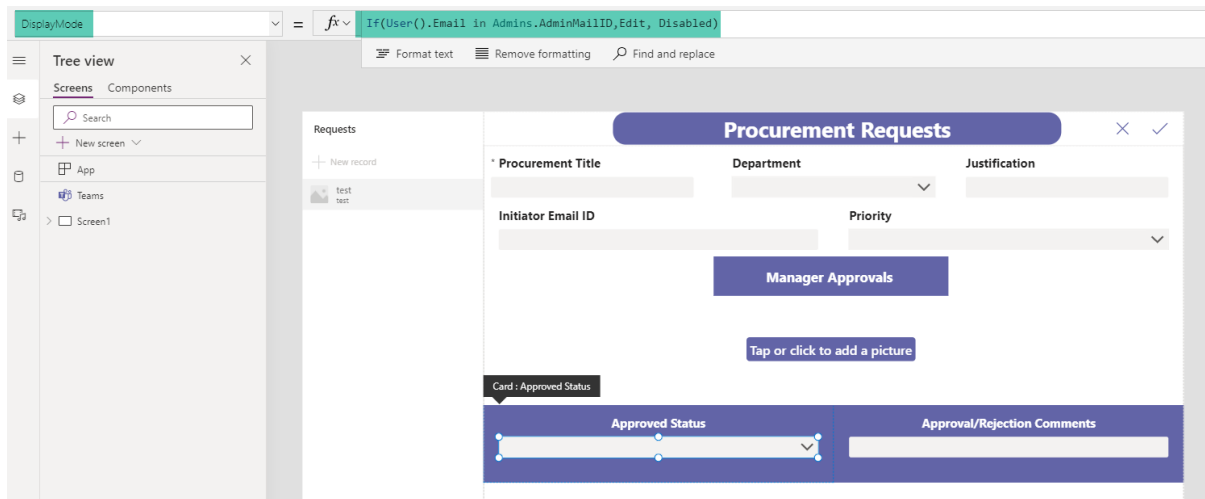 DisplayMode
= fx If(User().Email in Admins.AdminMailID,Edit, Disabled)
Format text Remove formatting Find and replace
Tree view
Screens Components
Search
+ New screen
App
Teams
Screen1
Requests
+ New record
test
test
Procurement Requests
* Procurement Title Department Justification
Initiator Email ID Priority
Manager Approvals
Tap or click to add a picture
Card : Approved Status
Approved Status Approval/Rejection Comments